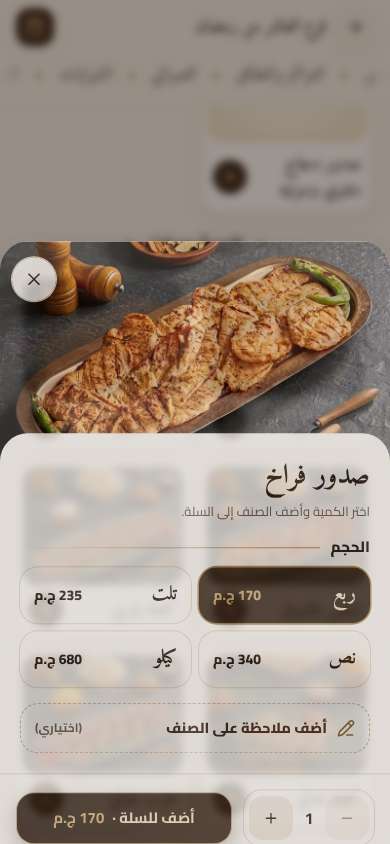 صدور فراخ
اختر الكمية وأضف الصنف إلى السلة.
الحجم
ربع 170 ج.م
تلت 235 ج.م
نص 340 ج.م
كيلو 680 ج.م
أضف ملاحظة على الصنف (اختياري)
− 1 +
أضف للسلة · 170 ج.م